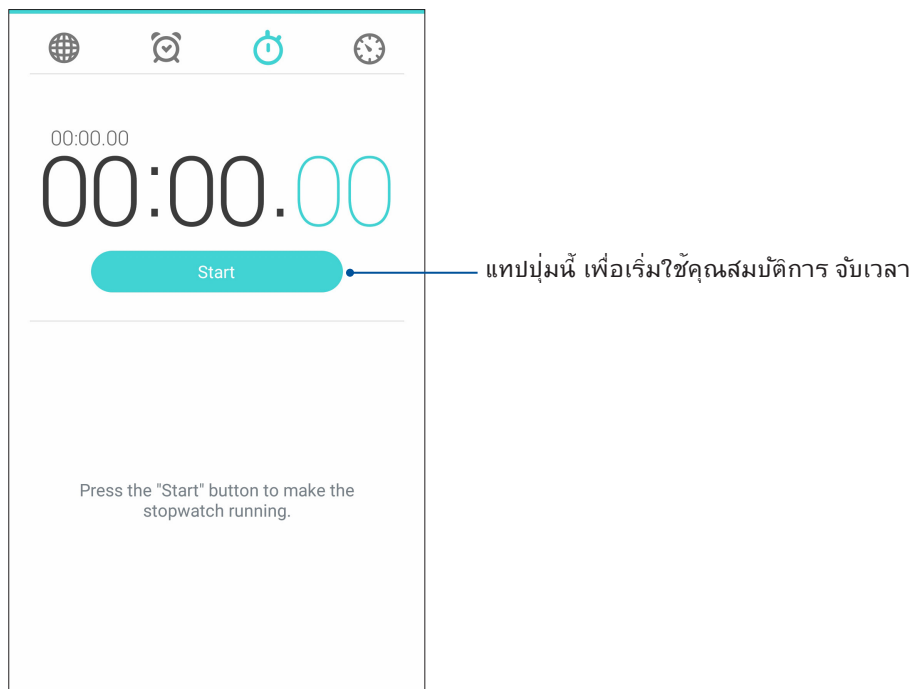 00:00.00
00:00.00
Start
แทปปุ่มนี้ เพื่อเริ่มใช้คุณสมบัติการ จับเวลา
Press the "Start" button to make the
stopwatch running.